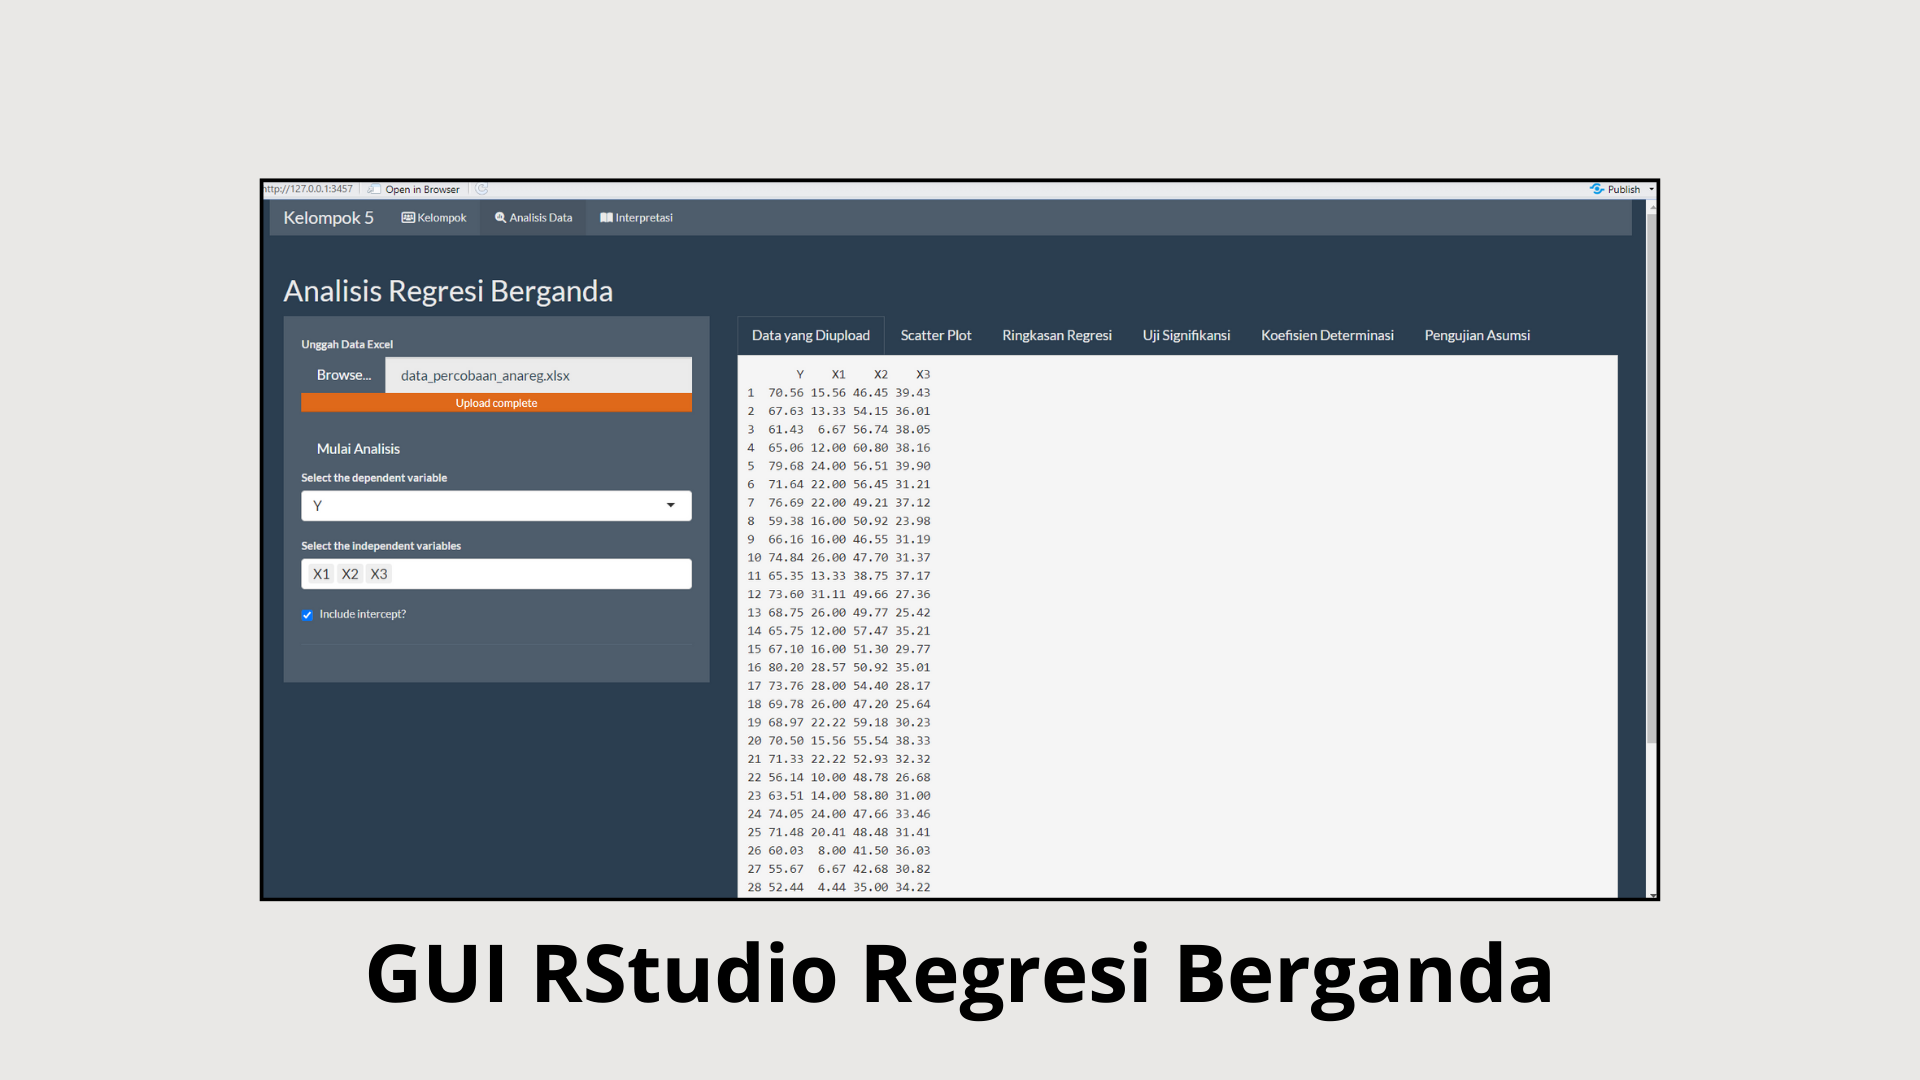 http://127.0.0.1:3457 Open in Browser Publish
Kelompok 5 Kelompok Analisis Data Interpretasi
Analisis Regresi Berganda
Unggah Data Excel
Browse... data_percobaan_anareg.xlsx
Upload complete
Mulai Analisis
Select the dependent variable
Y
Select the independent variables
X1 X2 X3
Include intercept?
Data yang Diupload Scatter Plot Ringkasan Regresi Uji Signifikansi Koefisien Determinasi Pengujian Asumsi
Y X1 X2 X3
1 70.56 15.56 46.45 39.43
2 67.63 13.33 54.15 36.01
3 61.43 6.67 56.74 38.05
4 65.06 12.00 60.80 38.16
5 79.68 24.00 56.51 39.90
6 71.64 22.00 56.45 31.21
7 76.69 22.00 49.21 37.12
8 59.38 16.00 50.92 23.98
9 66.16 16.00 46.55 31.19
10 74.84 26.00 47.70 31.37
11 65.35 13.33 38.75 37.17
12 73.60 31.11 49.66 27.36
13 68.75 26.00 49.77 25.42
14 65.75 12.00 57.47 35.21
15 67.10 16.00 51.30 29.77
16 80.20 28.57 50.92 35.01
17 73.76 28.00 54.40 28.17
18 69.78 26.00 47.20 25.64
19 68.97 22.22 59.18 30.23
20 70.50 15.56 55.54 38.33
21 71.33 22.22 52.93 32.32
22 56.14 10.00 48.78 26.68
23 63.51 14.00 58.80 31.00
24 74.05 24.00 47.66 33.46
25 71.48 20.41 48.48 31.41
26 60.03 8.00 41.50 36.03
27 55.67 6.67 42.68 30.82
28 52.44 4.44 35.00 34.22
GUI RStudio Regresi Berganda